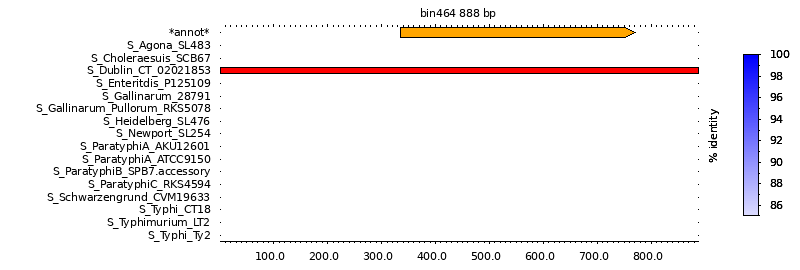 bin464 888 bp
*annot*
S_Agona_SL483
S_Choleraesuis_SCB67
S_Dublin_CT_02021853
S_Enteritdis_P125109
S_Gallinarum_28791
S_Gallinarum_Pullorum_RKS5078
S_Heidelberg_SL476
S_Newport_SL254
S_ParatyphiA_AKU12601
S_ParatyphiA_ATCC9150
S_ParatyphiB_SPB7.accessory
S_ParatyphiC_RKS4594
S_Schwarzengrund_CVM19633
S_Typhi_CT18
S_Typhimurium_LT2
S_Typhi_Ty2
100.0 200.0 300.0 400.0 500.0 600.0 700.0 800.0
% identity
100
98
96
94
92
90
88
86